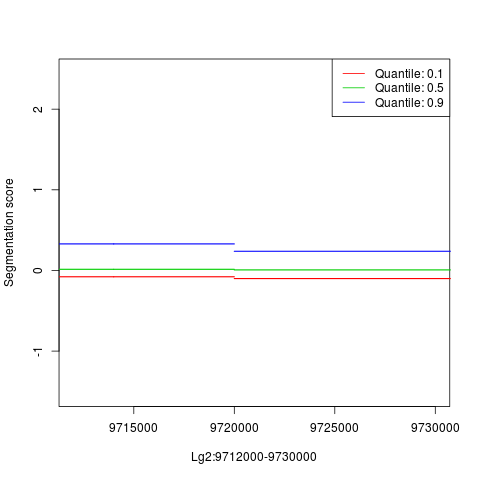 Quantile: 0.1
Quantile: 0.5
Quantile: 0.9
Segmentation score
2
1
0
-1
9715000 9720000 9725000 9730000
Lg2:9712000-9730000